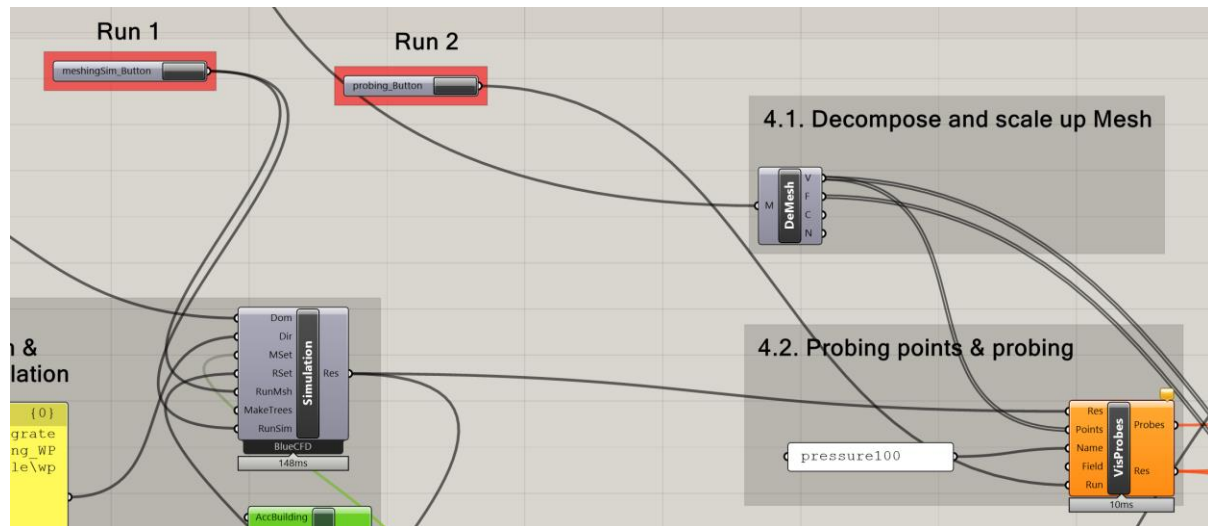 Run 1
meshingSim_Button
Run 2
probing_Button
4.1. Decompose and scale up Mesh
M
DeMesh
V
F
C
N
&
lation
{0}
grate
ng_WP
le\wp
Dom
Dir
MSet
RSet
RunMsh
MakeTrees
RunSim
Simulation
Res
BlueCFD
148ms
AccBuilding
4.2. Probing points & probing
pressure100
Res
Points
Name
Field
Run
VisProbes
Probes
Res
10ms